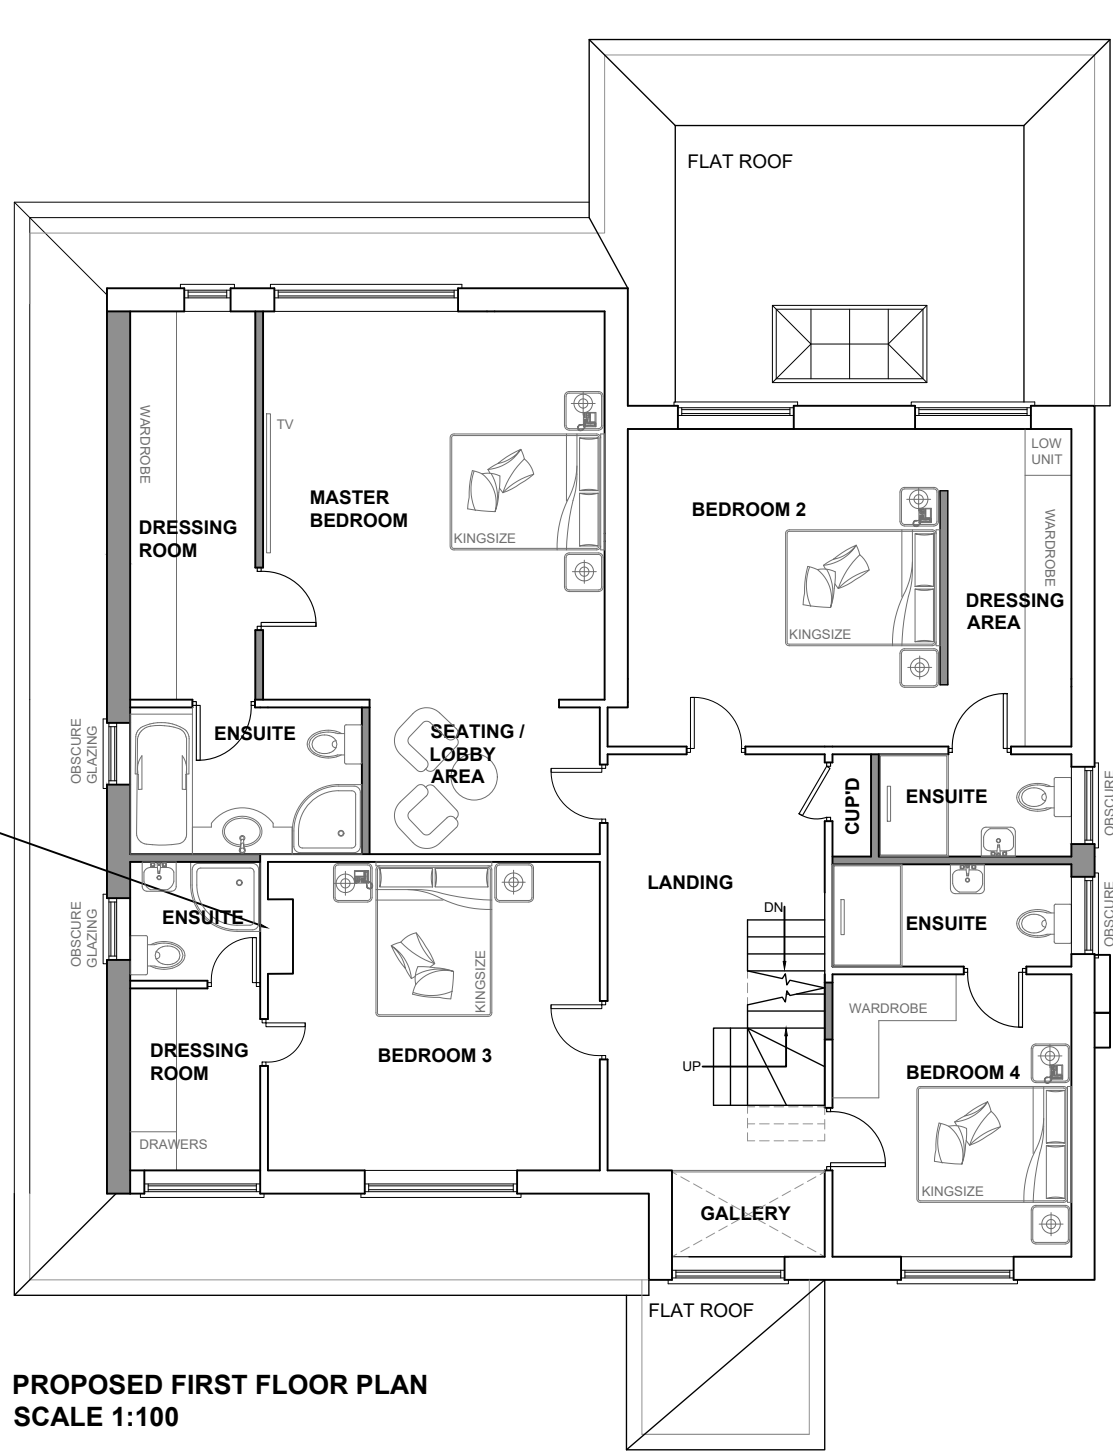 FLAT ROOF
WARDROBE
TV
MASTER
BEDROOM
KINGSIZE
DRESSING
ROOM
BEDROOM 2
KINGSIZE
LOW
UNIT
WARDROBE
DRESSING
AREA
OBSCURE
GLAZING
ENSUITE
SEATING /
LOBBY
AREA
CUP'D
ENSUITE
OBSCURE
LANDING
DN
UP
ENSUITE
OBSCURE
OBSCURE
GLAZING
ENSUITE
KINGSIZE
BEDROOM 3
DRESSING
ROOM
DRAWERS
WARDROBE
BEDROOM 4
KINGSIZE
GALLERY
FLAT ROOF
PROPOSED FIRST FLOOR PLAN
SCALE 1:100